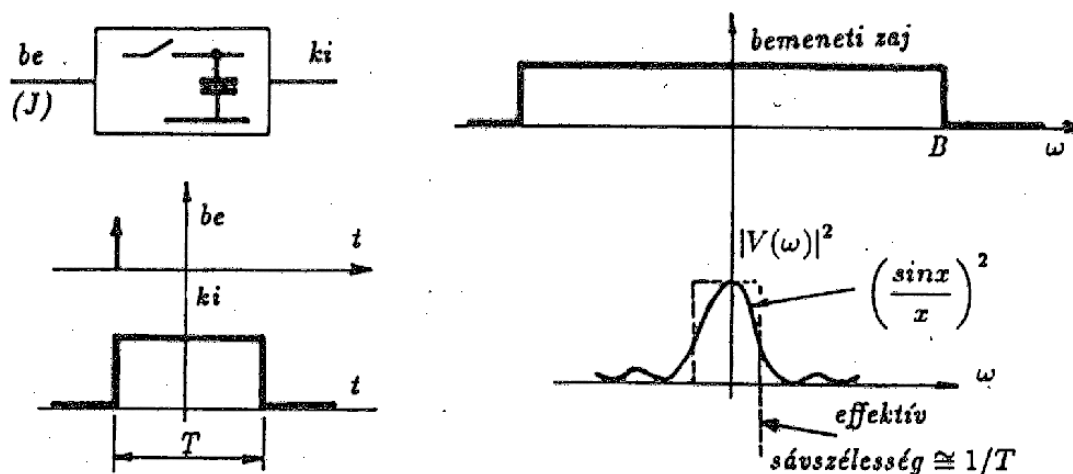 be
(J)
ki
bemeneti zaj
B
ω
be
t
ki
t
T
|V(ω)|²
(sinx/x)²
ω
effektív
sávszélesség ≅ 1/T